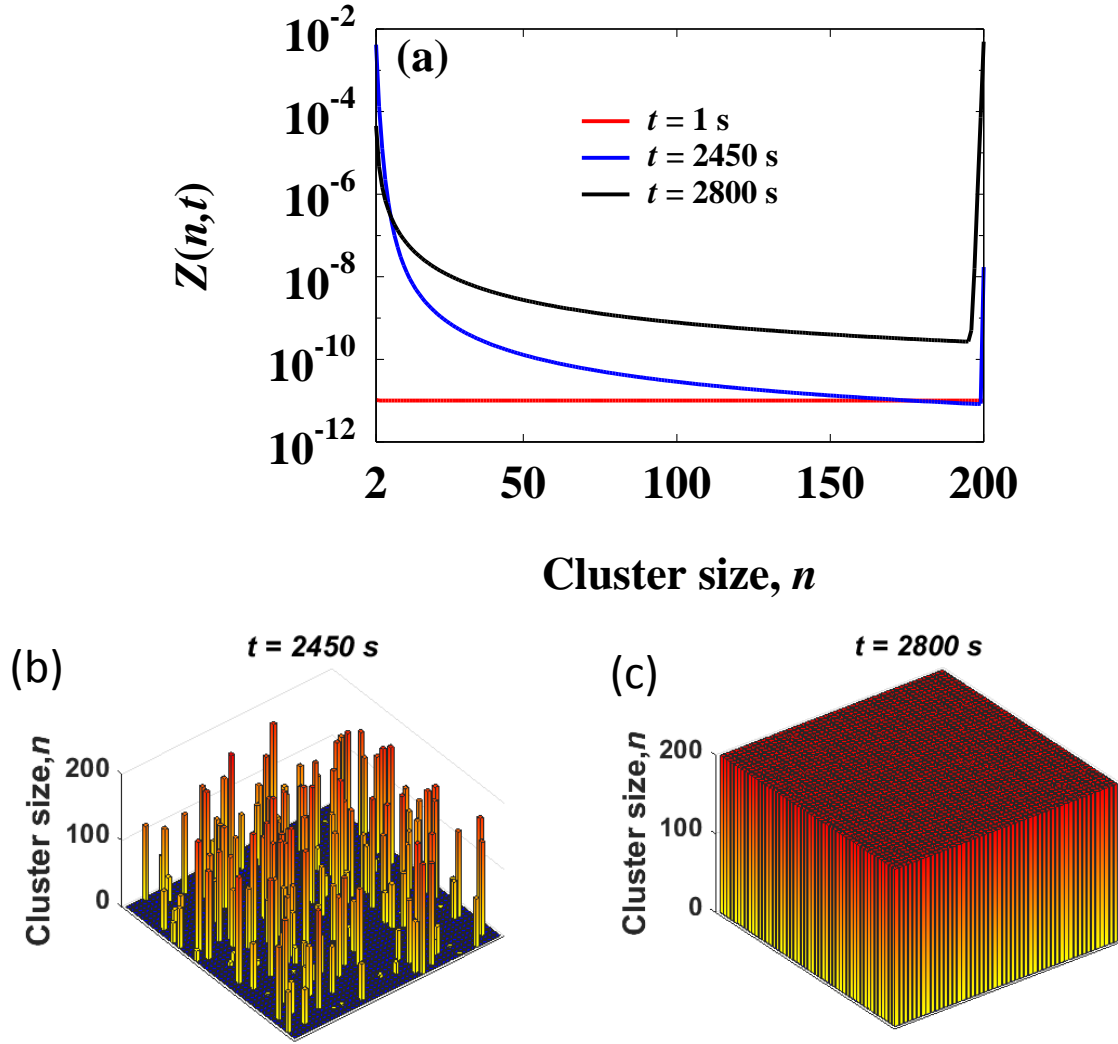 (a)
10-2
10-4
10-6
10-8
10-10
10-12
Z(n,t)
t = 1 s
t = 2450 s
t = 2800 s
2 50 100 150 200
Cluster size, n
(b)
t = 2450 s
Cluster size,n
200
100
0
(c)
t = 2800 s
Cluster size,n
200
100
0